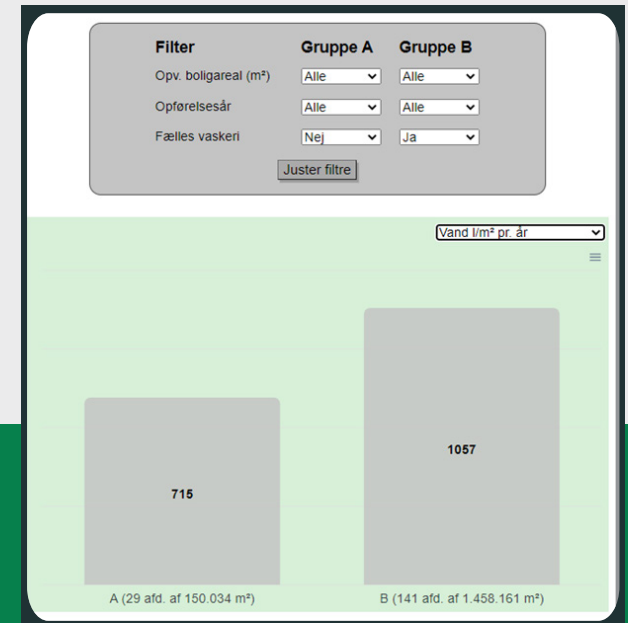 Filter Gruppe A Gruppe B
Opv. boligareal (m²) Alle Alle
Opførelsesår Alle Alle
Fælles vaskeri Nej Ja
Juster filtre
Vand l/m² pr. år
1057
715
A (29 afd. af 150.034 m²) B (141 afd. af 1.458.161 m²)